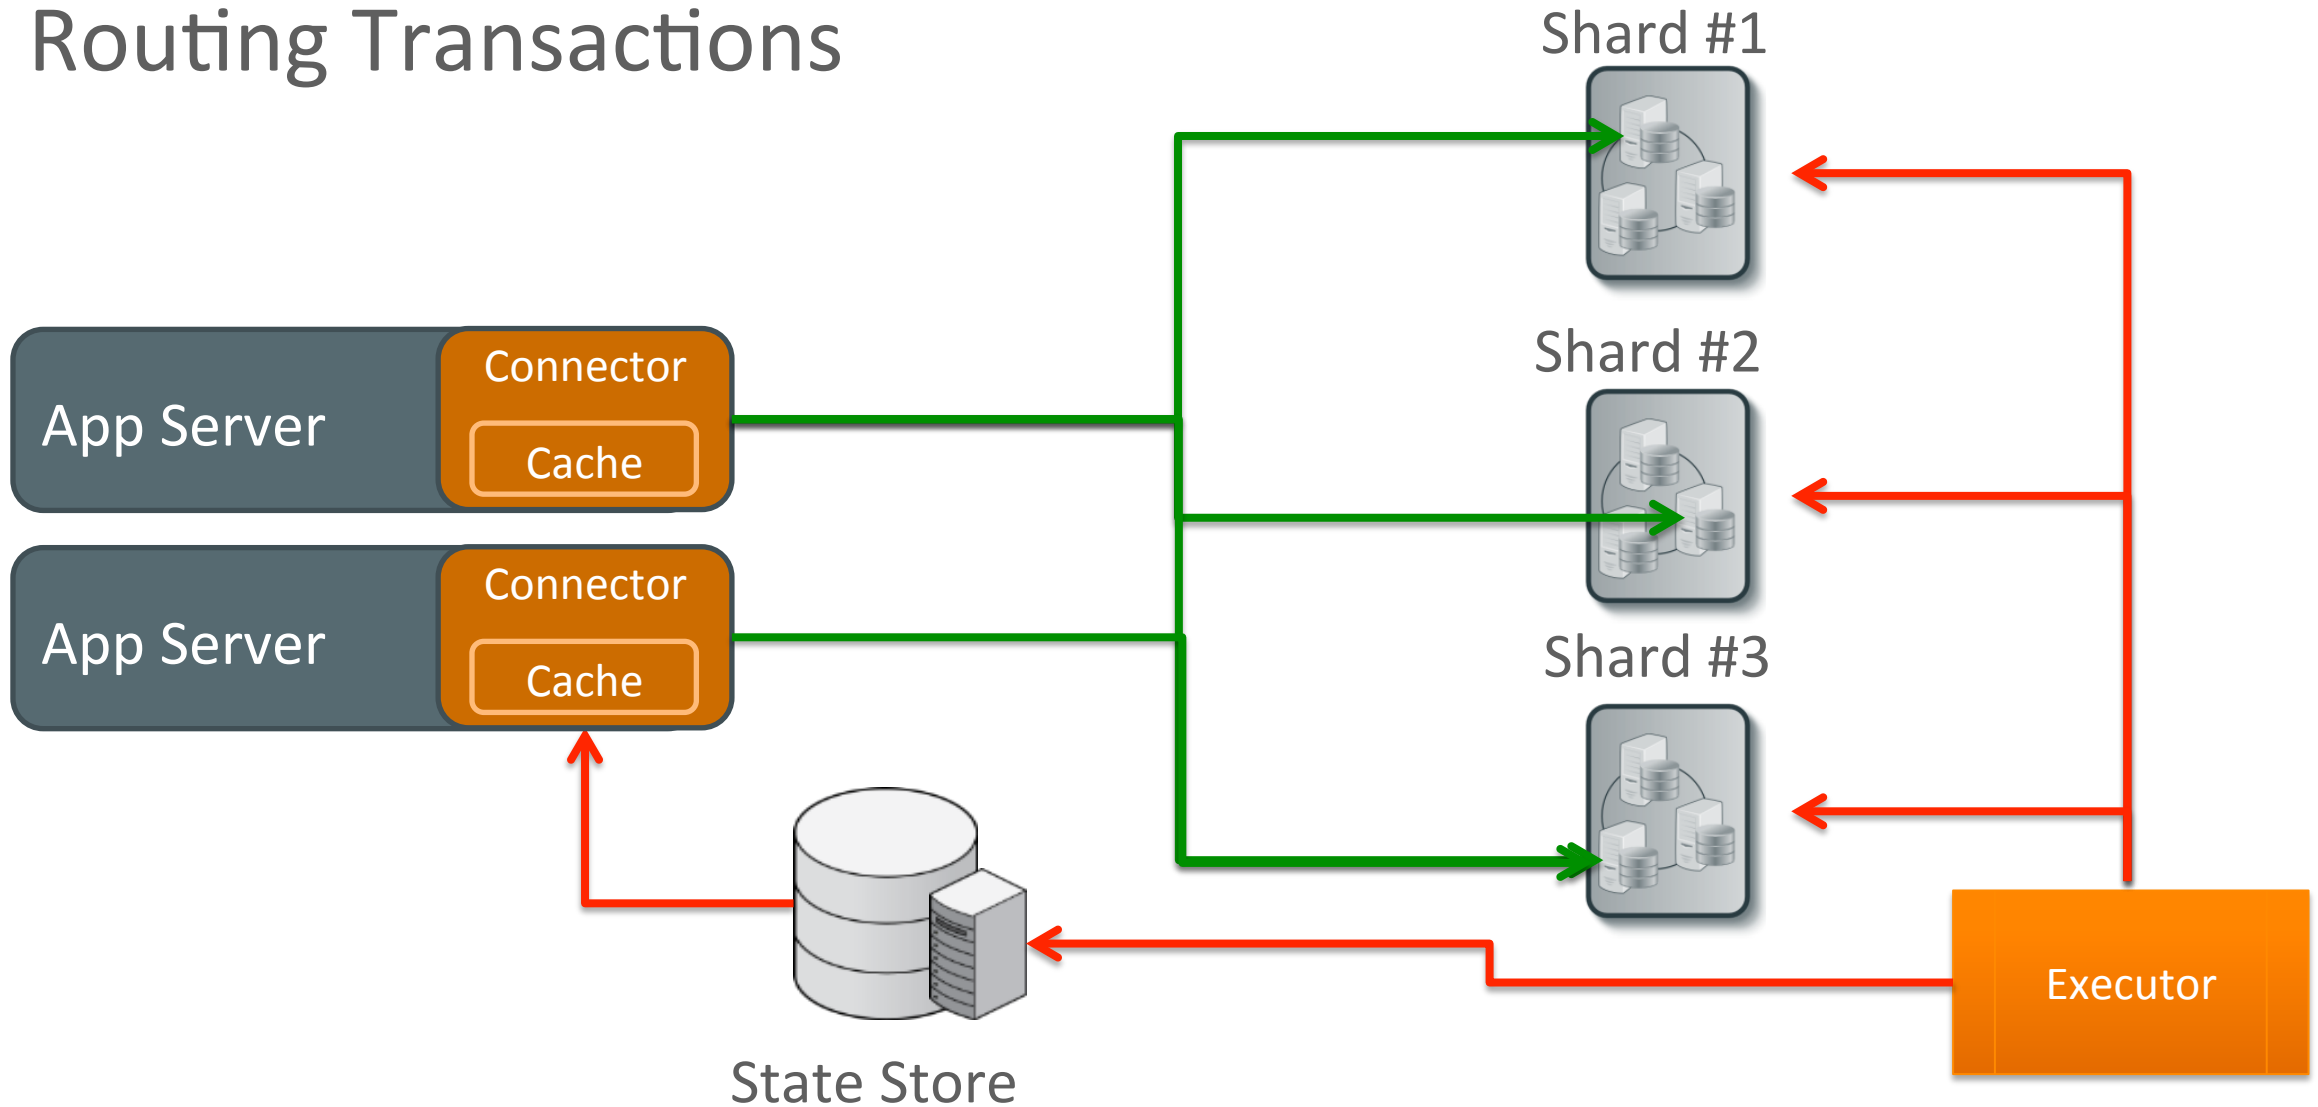 Routing Transactions
Shard #1
Shard #2
Connector
App Server
Cache
Connector
App Server
Cache
Shard #3
Executor
State Store